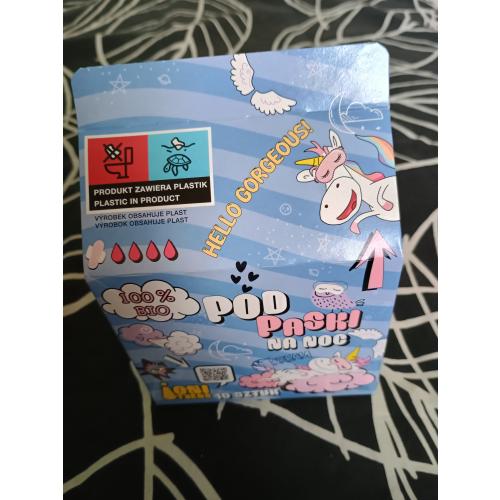 HELLO GORGEOUS!
PRODUKT ZAWIERA PLASTIK
PLASTIC IN PRODUCT
VÝROBEK OBSAHUJE PLAST
VÝROBOK OBSAHUJE PLAST
100%
BIO
POD
PASKI
NA NOC
10 SZTUK